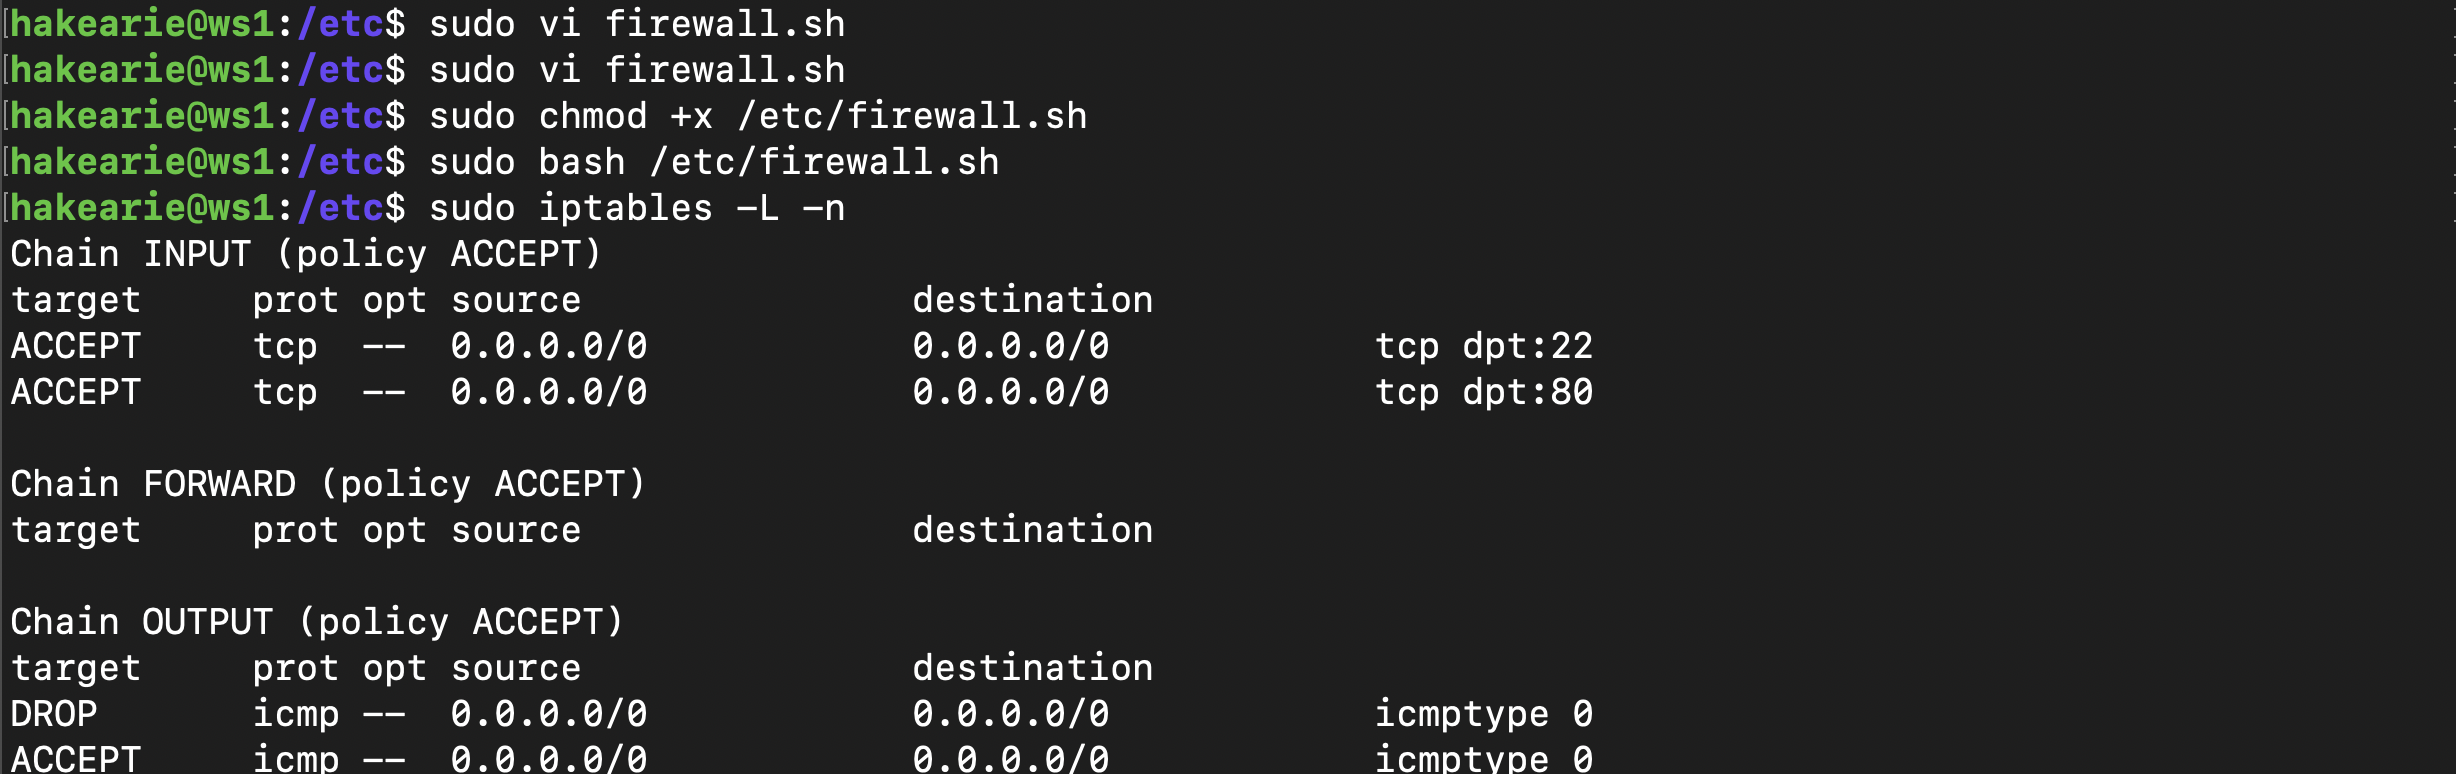 [hakearie@ws1:/etc$ sudo vi firewall.sh
[hakearie@ws1:/etc$ sudo vi firewall.sh
[hakearie@ws1:/etc$ sudo chmod +x /etc/firewall.sh
[hakearie@ws1:/etc$ sudo bash /etc/firewall.sh
[hakearie@ws1:/etc$ sudo iptables -L -n
Chain INPUT (policy ACCEPT)
target     prot opt source               destination
ACCEPT     tcp  --  0.0.0.0/0            0.0.0.0/0            tcp dpt:22
ACCEPT     tcp  --  0.0.0.0/0            0.0.0.0/0            tcp dpt:80

Chain FORWARD (policy ACCEPT)
target     prot opt source               destination

Chain OUTPUT (policy ACCEPT)
target     prot opt source               destination
DROP       icmp --  0.0.0.0/0            0.0.0.0/0            icmptype 0
ACCEPT     icmp --  0.0.0.0/0            0.0.0.0/0            icmptype 0